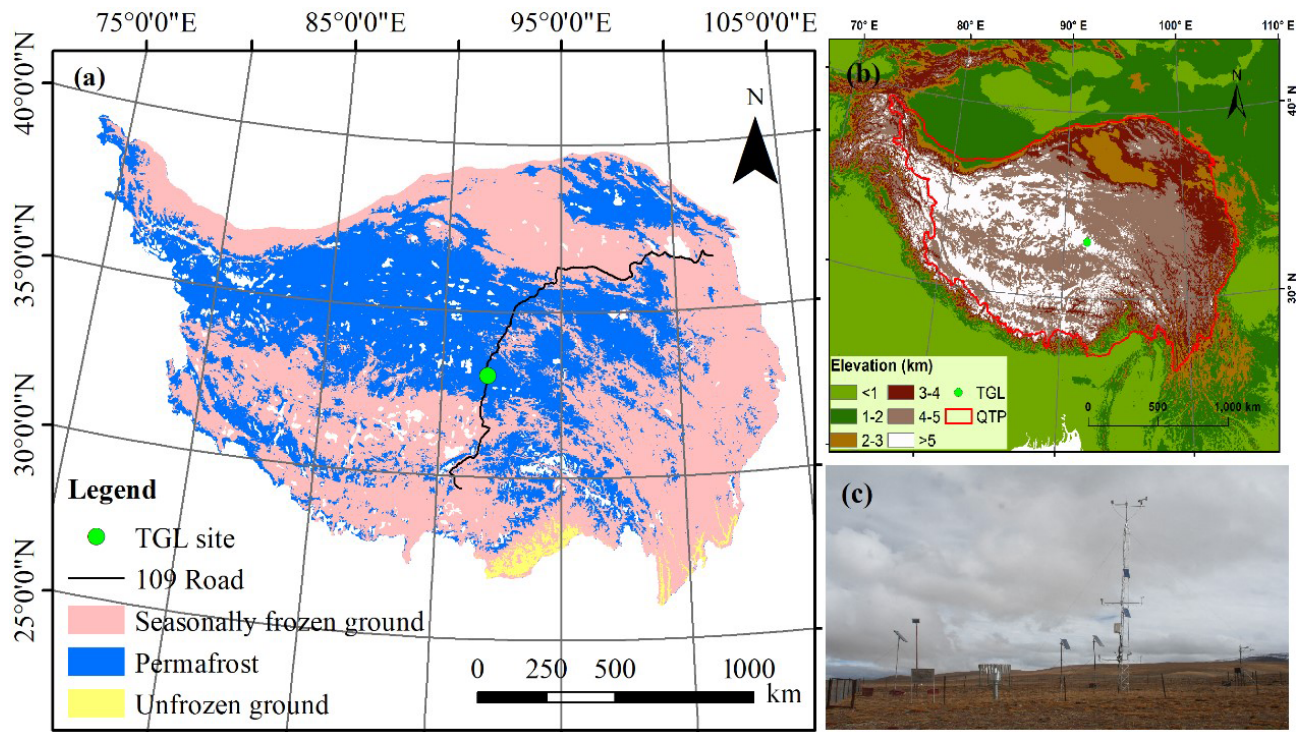 75°0'0"E 85°0'0"E 95°0'0"E 105°0'0"E
40°0'0"N
35°0'0"N
30°0'0"N
25°0'0"N
(a)
N
Legend
TGL site
109 Road
Seasonally frozen ground
Permafrost
Unfrozen ground
0 250 500 1000
km
70° E 80° E 90° E 100° E 110° E
(b)
N
40° N
30° N
Elevation (km)
<1 3-4 TGL
1-2 4-5 QTP
2-3 >5
0 500 1,000 km
(c)